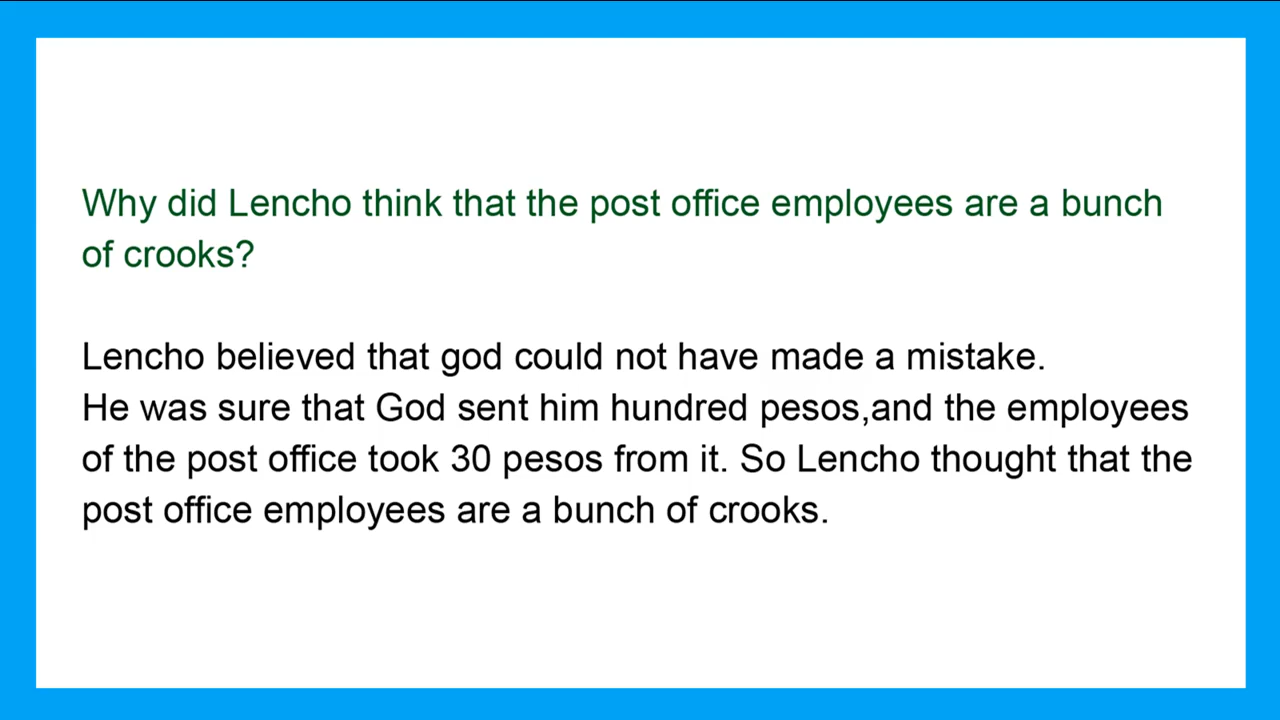 Why did Lencho think that the post office employees are a bunch
of crooks?
Lencho believed that god could not have made a mistake.
He was sure that God sent him hundred pesos,and the employees
of the post office took 30 pesos from it. So Lencho thought that the
post office employees are a bunch of crooks.